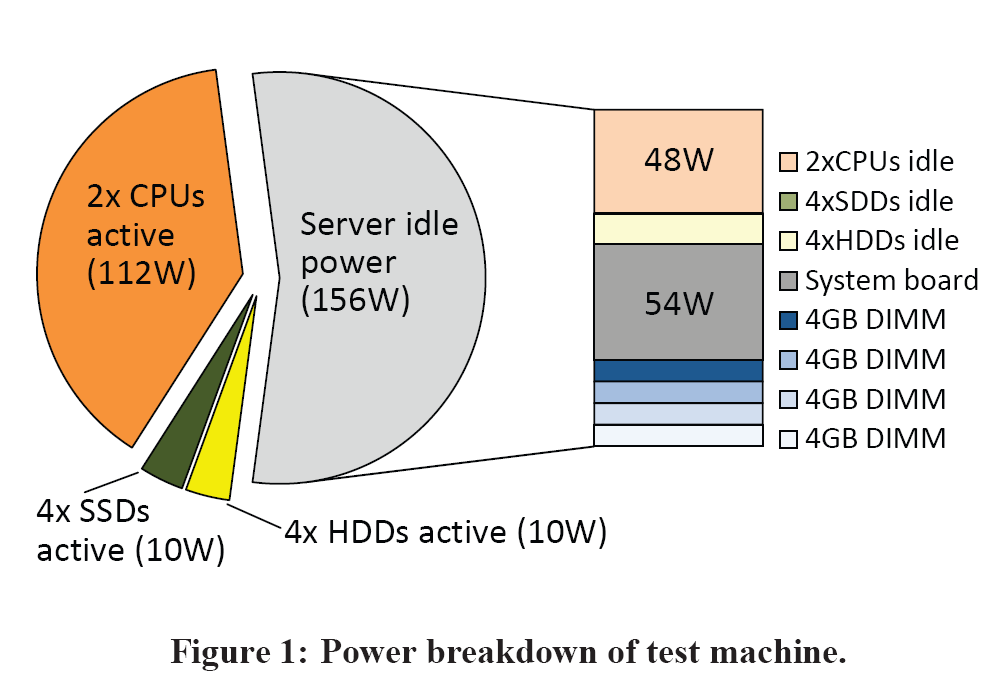 2x CPUs
active
(112W)
Server idle
power
(156W)
4x SSDs
active (10W)
4x HDDs active (10W)
48W
54W
2xCPUs idle
4xSDDs idle
4xHDDs idle
System board
4GB DIMM
4GB DIMM
4GB DIMM
4GB DIMM
Figure 1: Power breakdown of test machine.